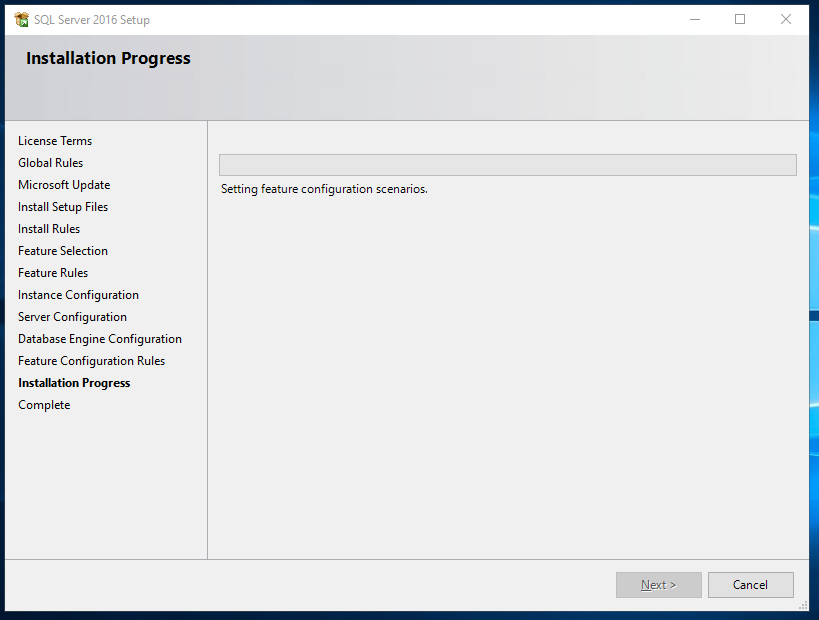 SQL Server 2016 Setup
Installation Progress
License Terms
Global Rules
Microsoft Update
Install Setup Files
Install Rules
Feature Selection
Feature Rules
Instance Configuration
Server Configuration
Database Engine Configuration
Feature Configuration Rules
Installation Progress
Complete
Setting feature configuration scenarios.
Next >
Cancel